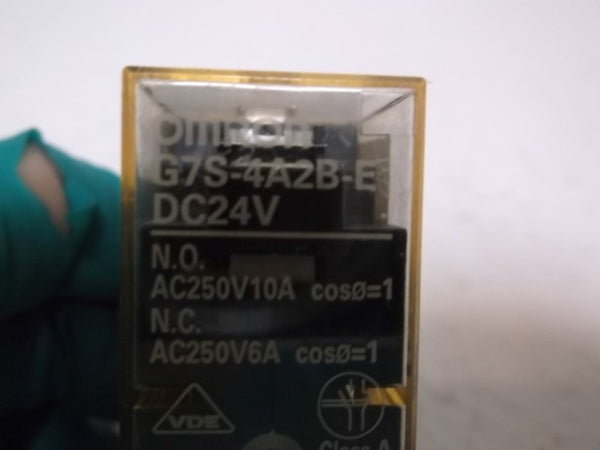 OMRON
G7S-4A2B-E
DC24V
N.O.
AC250V10A cosø=1
N.C.
AC250V6A cosø=1
VDE
Class A